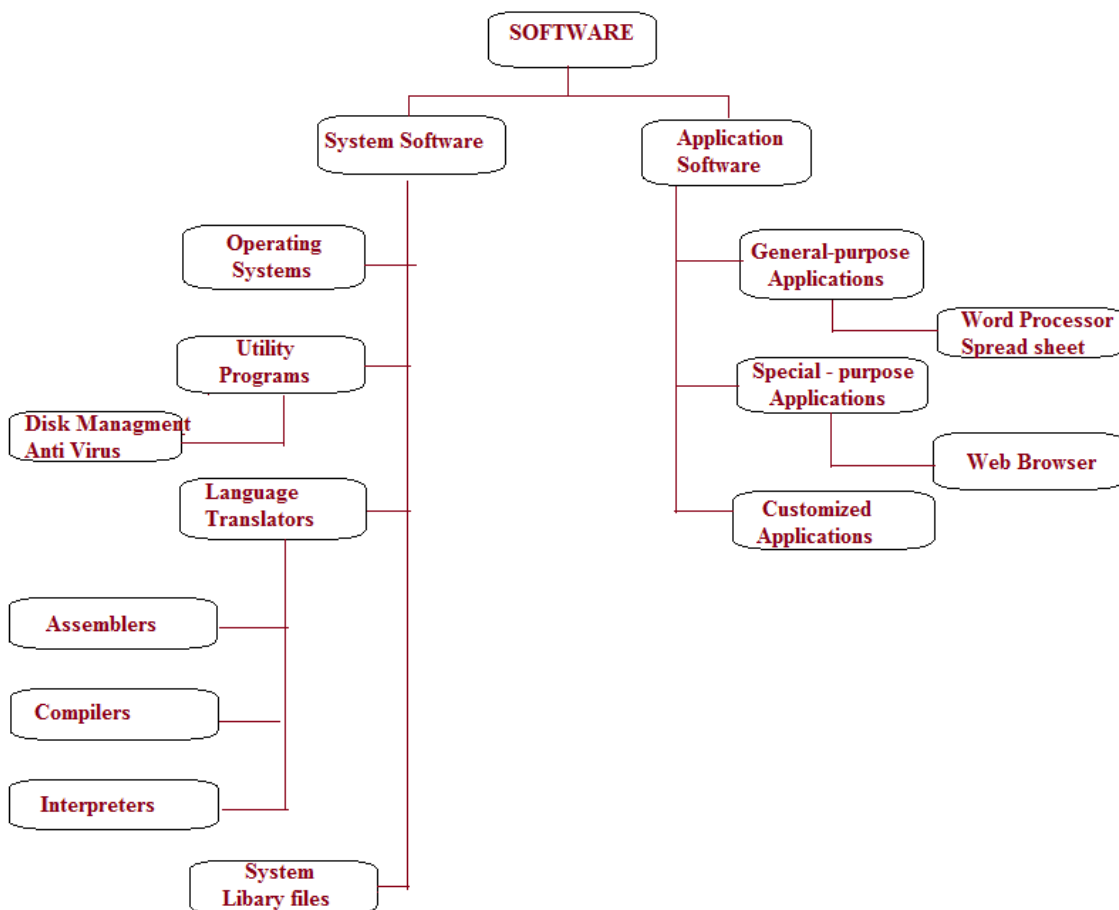 SOFTWARE
System Software
Application
Software
Operating
Systems
General-purpose
Applications
Word Processor
Spread sheet
Utility
Programs
Special - purpose
Applications
Disk Managment
Anti Virus
Web Browser
Language
Translators
Customized
Applications
Assemblers
Compilers
Interpreters
System
Libary files